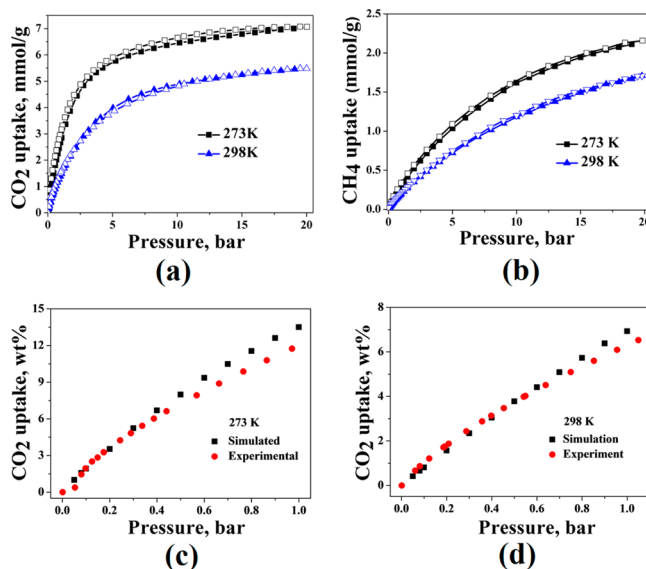 CO2 uptake, mmol/g
7
6
5
4
3
2
1
0
273K
298K
0 5 10 15 20
Pressure, bar
(a)
CH4 uptake (mmol/g)
2.5
2.0
1.5
1.0
0.5
0.0
273 K
298 K
0 5 10 15 20
Pressure, bar
(b)
CO2 uptake, wt%
15
12
9
6
3
0
273 K
Simulated
Experimental
0.0 0.2 0.4 0.6 0.8 1.0
Pressure, bar
(c)
CO2 uptake, wt%
8
6
4
2
0
298 K
Simulation
Experiment
0.0 0.2 0.4 0.6 0.8 1.0
Pressure, bar
(d)